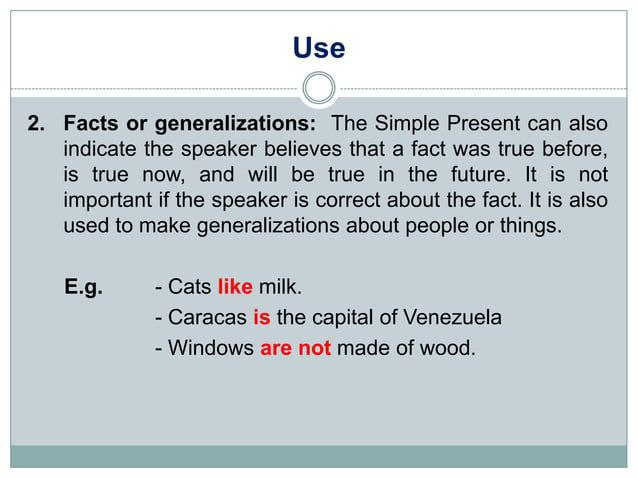 Use
2. Facts or generalizations: The Simple Present can also
indicate the speaker believes that a fact was true before,
is true now, and will be true in the future. It is not
important if the speaker is correct about the fact. It is also
used to make generalizations about people or things.
E.g. - Cats like milk.
- Caracas is the capital of Venezuela
- Windows are not made of wood.